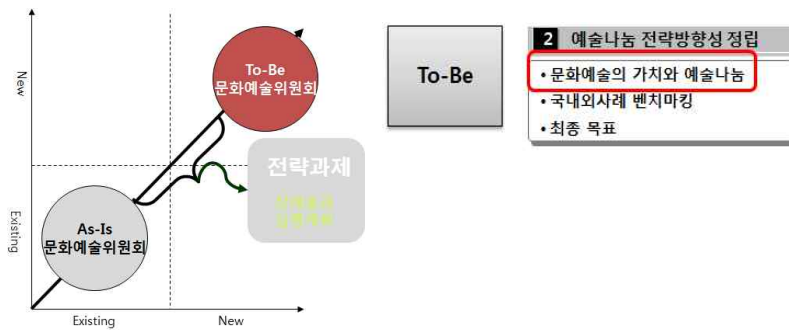 New
Existing
To-Be
문화예술위원회
전략과제
As-Is
문화예술위원회
Existing
New
To-Be
2 예술나눔 전략방향성 정립
• 문화예술의 가치와 예술나눔
• 국내외사례 벤치마킹
• 최종 목표